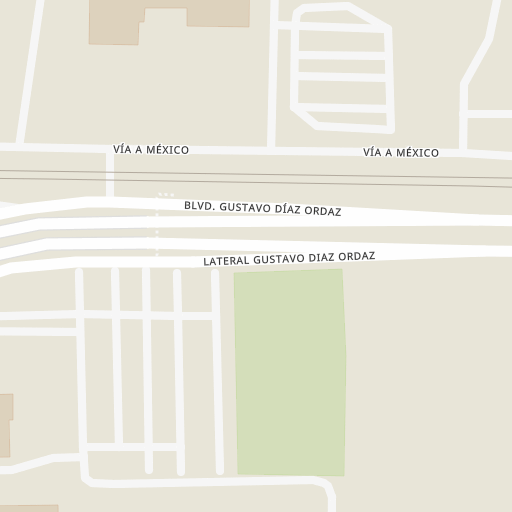 VÍA A MÉXICO
VÍA A MÉXICO
BLVD. GUSTAVO DÍAZ ORDAZ
LATERAL GUSTAVO DIAZ ORDAZ